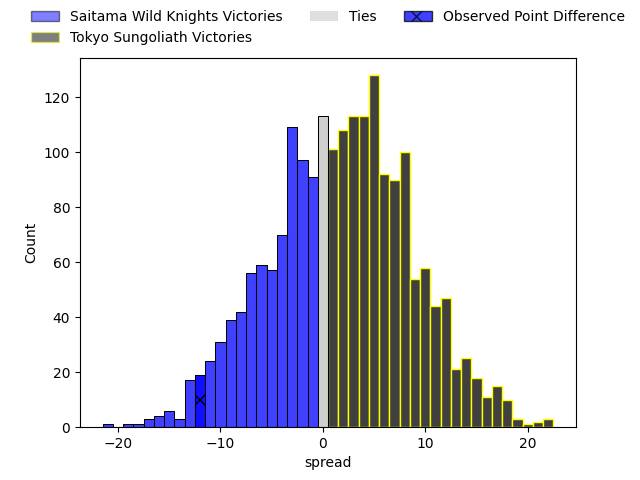 Saitama Wild Knights Victories
Tokyo Sungoliath Victories
Ties
Observed Point Difference
Count
120
100
80
60
40
20
0
−20
−10
0
10
20
spread